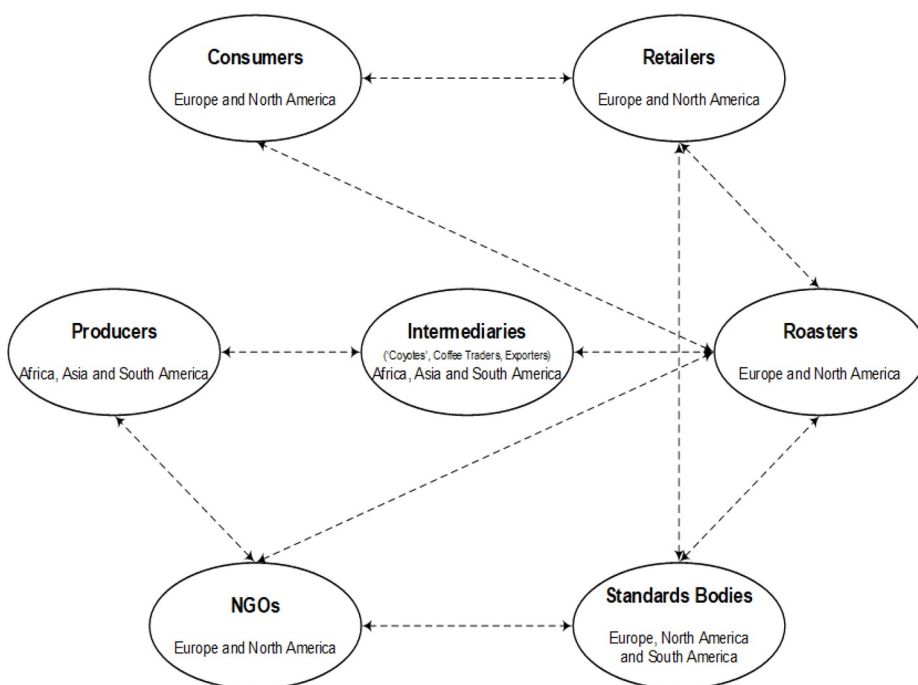 Consumers
Europe and North America
Retailers
Europe and North America
Producers
Africa, Asia and South America
Intermediaries
('Coyotes', Coffee Traders, Exporters)
Africa, Asia and South America
Roasters
Europe and North America
NGOs
Europe and North America
Standards Bodies
Europe, North America
and South America